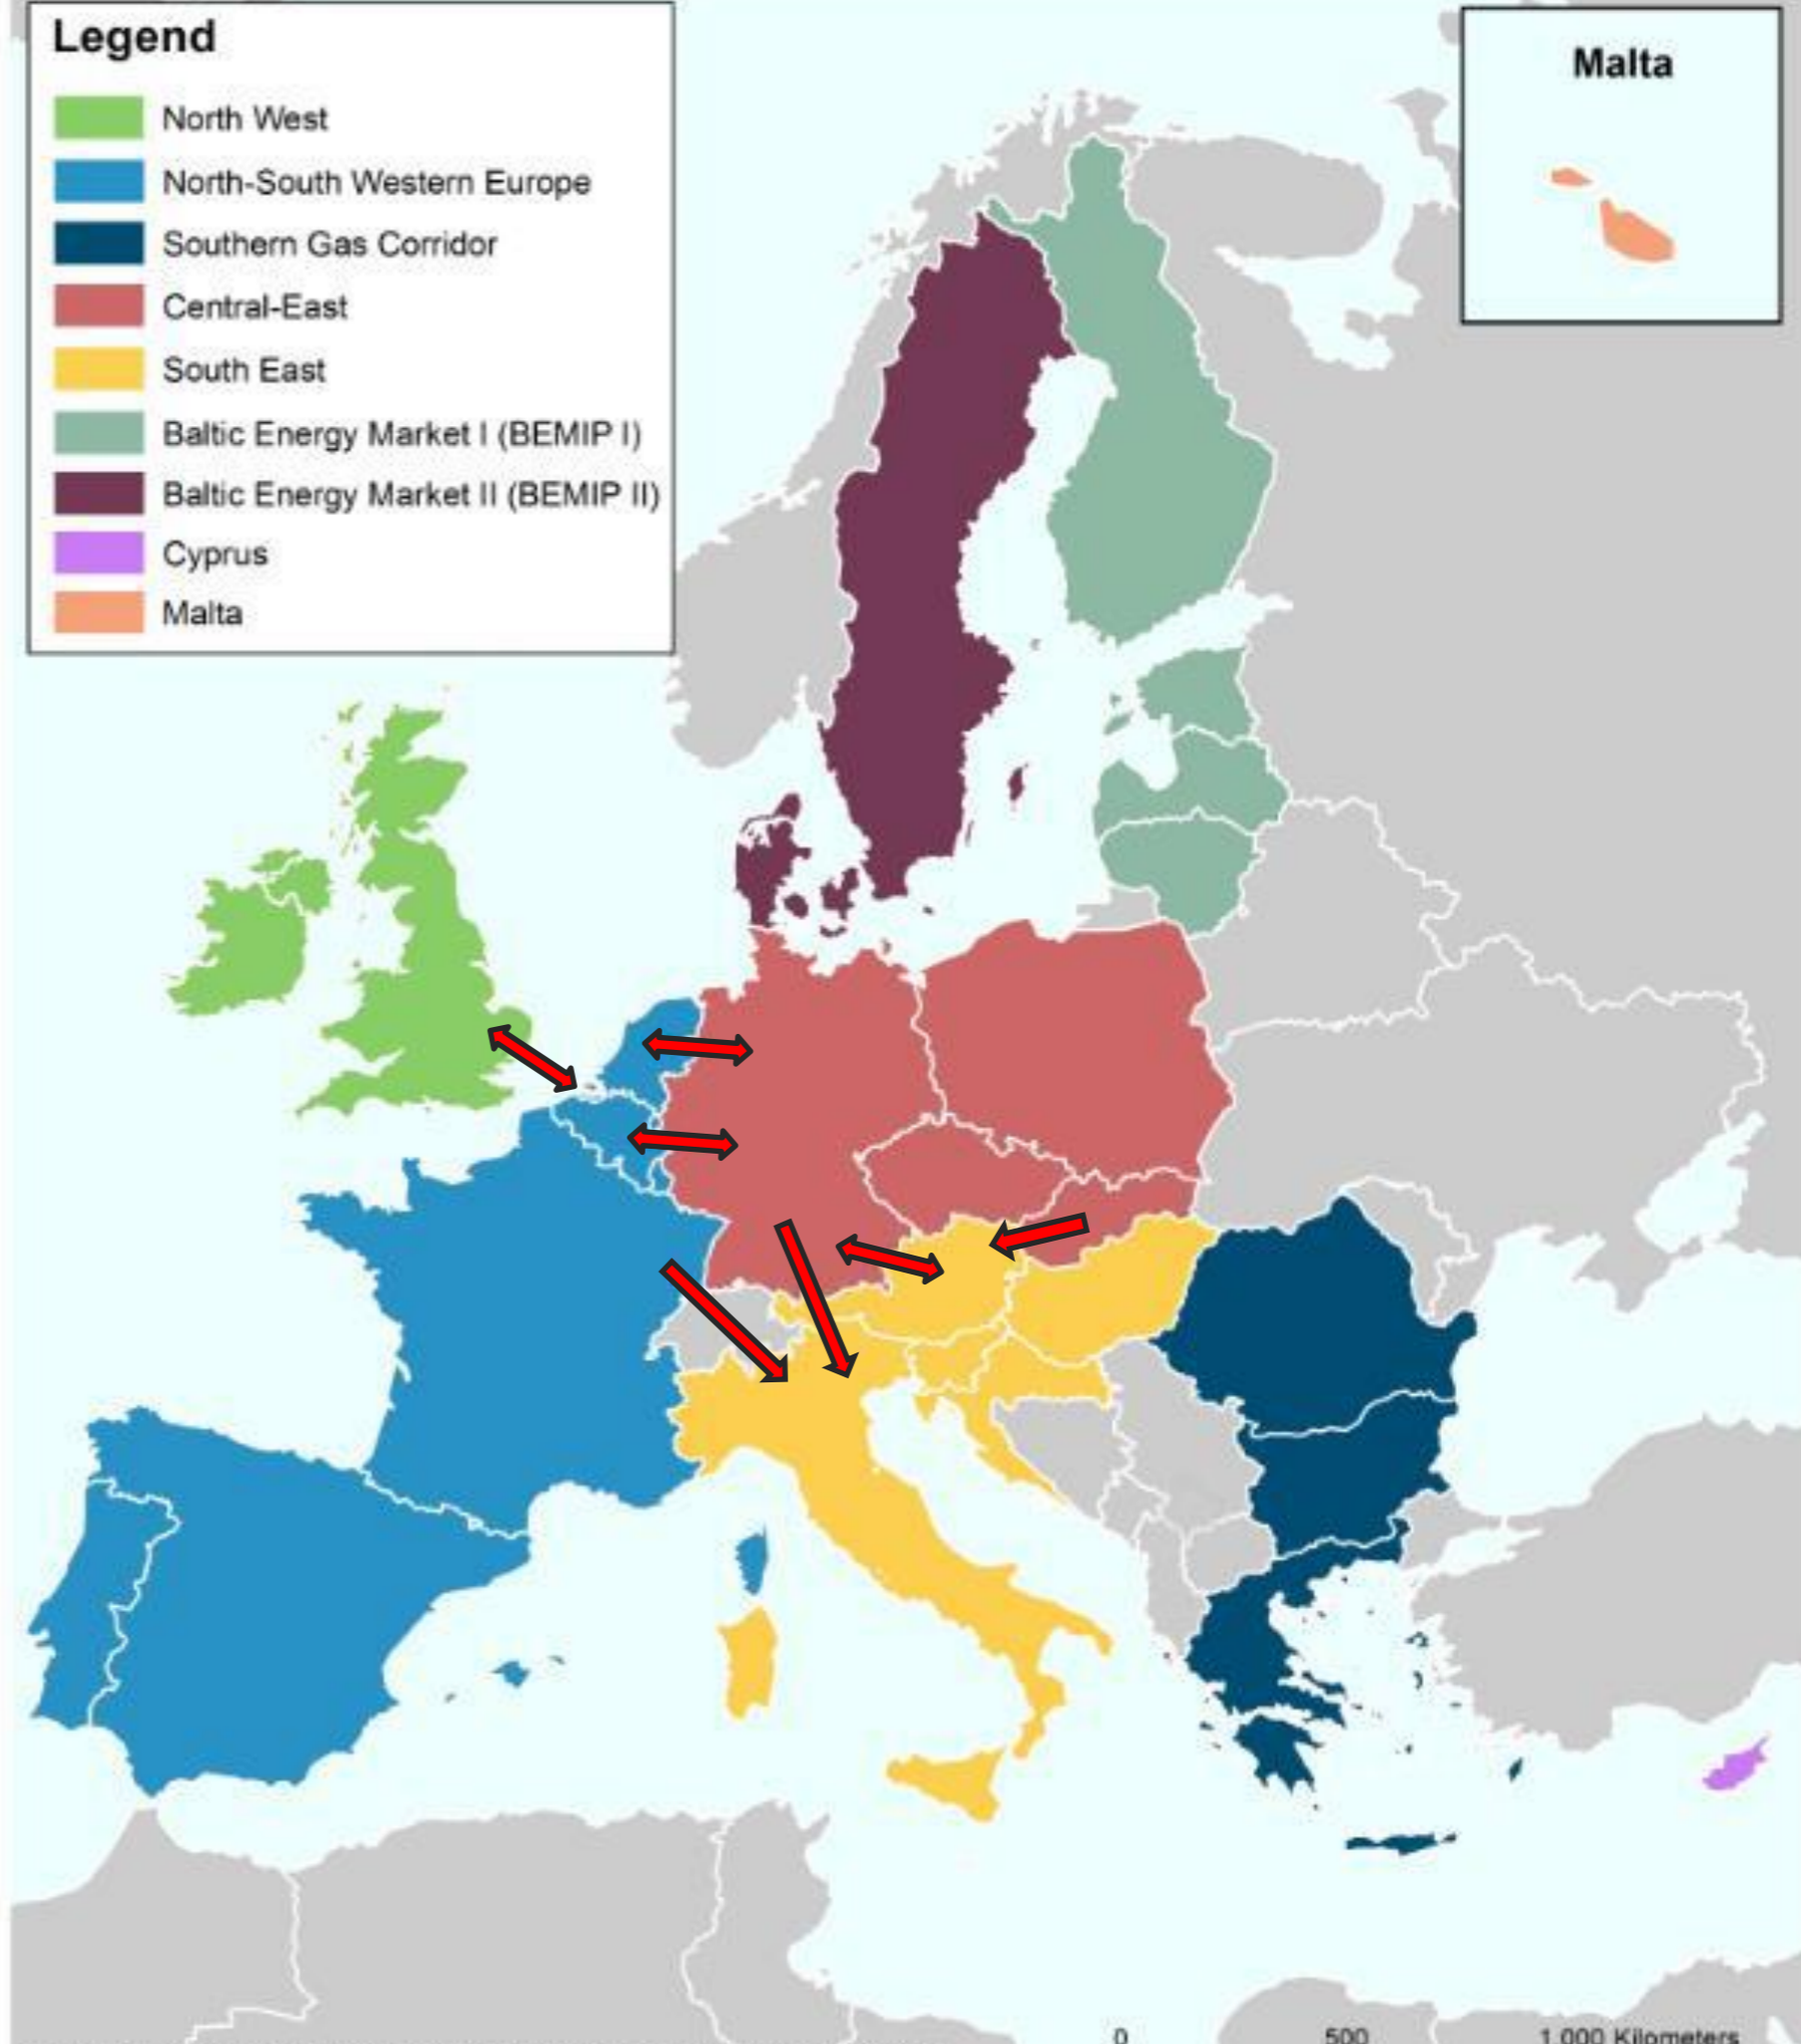 Legend
North West
North-South Western Europe
Southern Gas Corridor
Central-East
South East
Baltic Energy Market I (BEMIP I)
Baltic Energy Market II (BEMIP II)
Cyprus
Malta
Malta
0 500 1 000 Kilometers